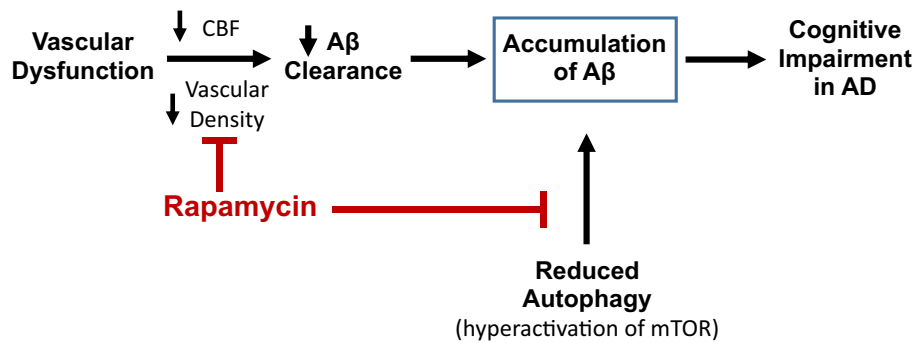 Vascular
Dysfunction
CBF
Vascular
Density
Aβ
Clearance
Accumulation
of Aβ
Cognitive
Impairment
in AD
Rapamycin
Reduced
Autophagy
(hyperactivation of mTOR)